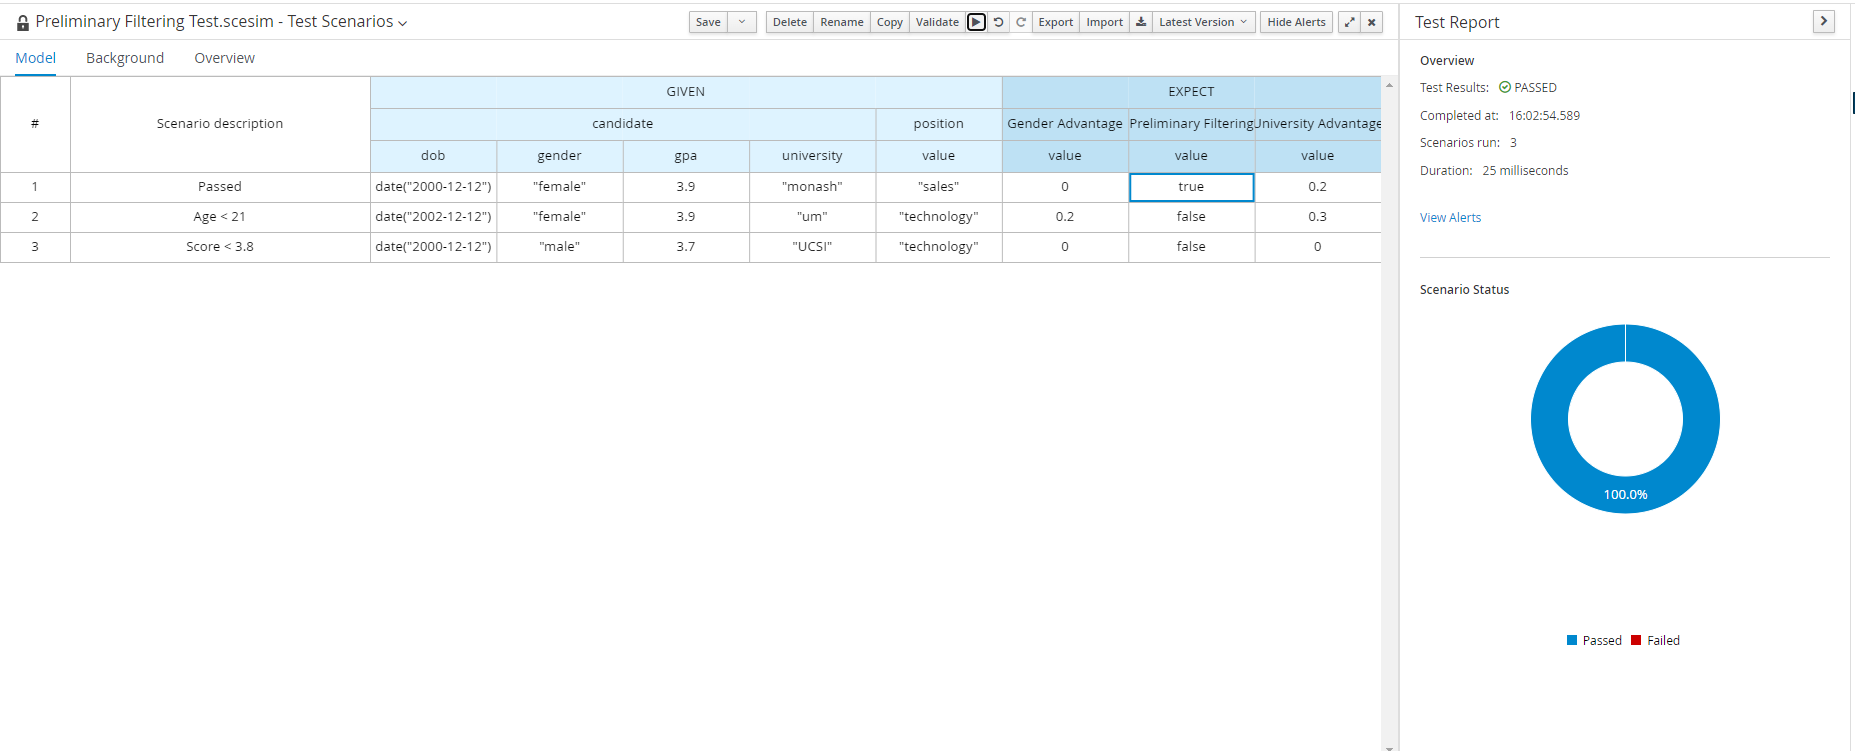 Preliminary Filtering Test.scesim - Test Scenarios
Save Delete Rename Copy Validate Export Import Latest Version Hide Alerts
Model Background Overview
# Scenario description GIVEN EXPECT
candidate position Gender Advantage Preliminary Filtering University Advantage
dob gender gpa university value value value value
1 Passed date("2000-12-12") "female" 3.9 "monash" "sales" 0 true 0.2
2 Age < 21 date("2002-12-12") "female" 3.9 "um" "technology" 0.2 false 0.3
3 Score < 3.8 date("2000-12-12") "male" 3.7 "UCSI" "technology" 0 false 0
Test Report
Overview
Test Results: PASSED
Completed at: 16:02:54.589
Scenarios run: 3
Duration: 25 milliseconds
View Alerts
Scenario Status
100.0%
Passed Failed